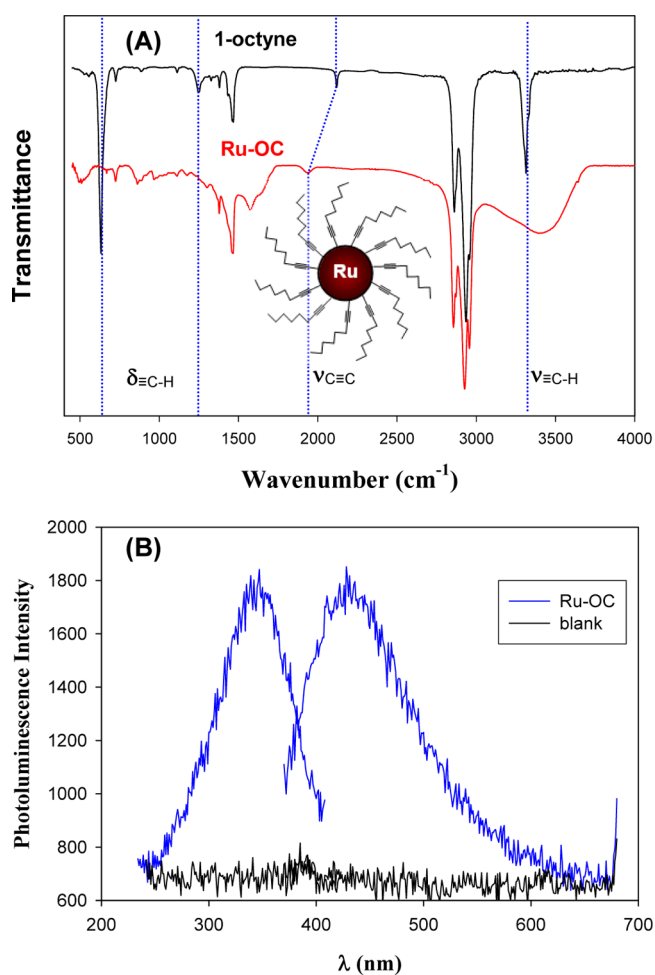 (A)
1-octyne
Ru-OC
Ru
Transmittance
δ≡C-H
νC≡C
ν≡C-H
500 1000 1500 2000 2500 3000 3500 4000
Wavenumber (cm-1)
(B)
2000
1800
1600
1400
1200
1000
800
600
Photoluminescence Intensity
Ru-OC
blank
200 300 400 500 600 700
λ (nm)